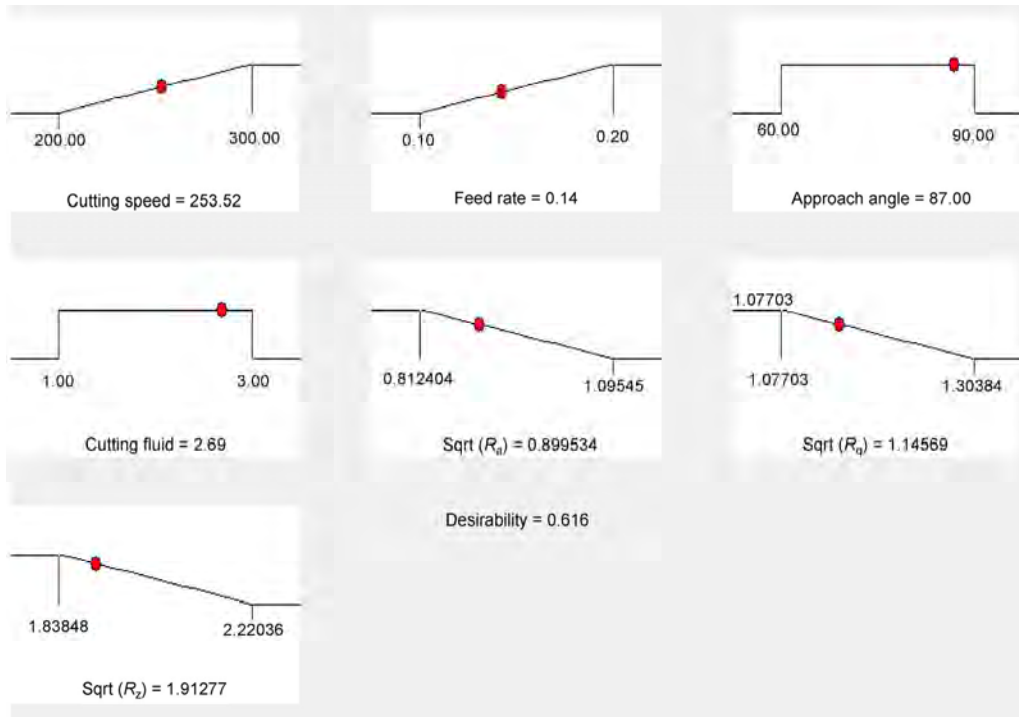 200.00 300.00
Cutting speed = 253.52
0.10 0.20
Feed rate = 0.14
60.00 90.00
Approach angle = 87.00
1.00 3.00
Cutting fluid = 2.69
0.812404 1.09545
Sqrt (Ra) = 0.899534
1.07703
1.07703 1.30384
Sqrt (Rq) = 1.14569
1.83848 2.22036
Sqrt (Rz) = 1.91277
Desirability = 0.616